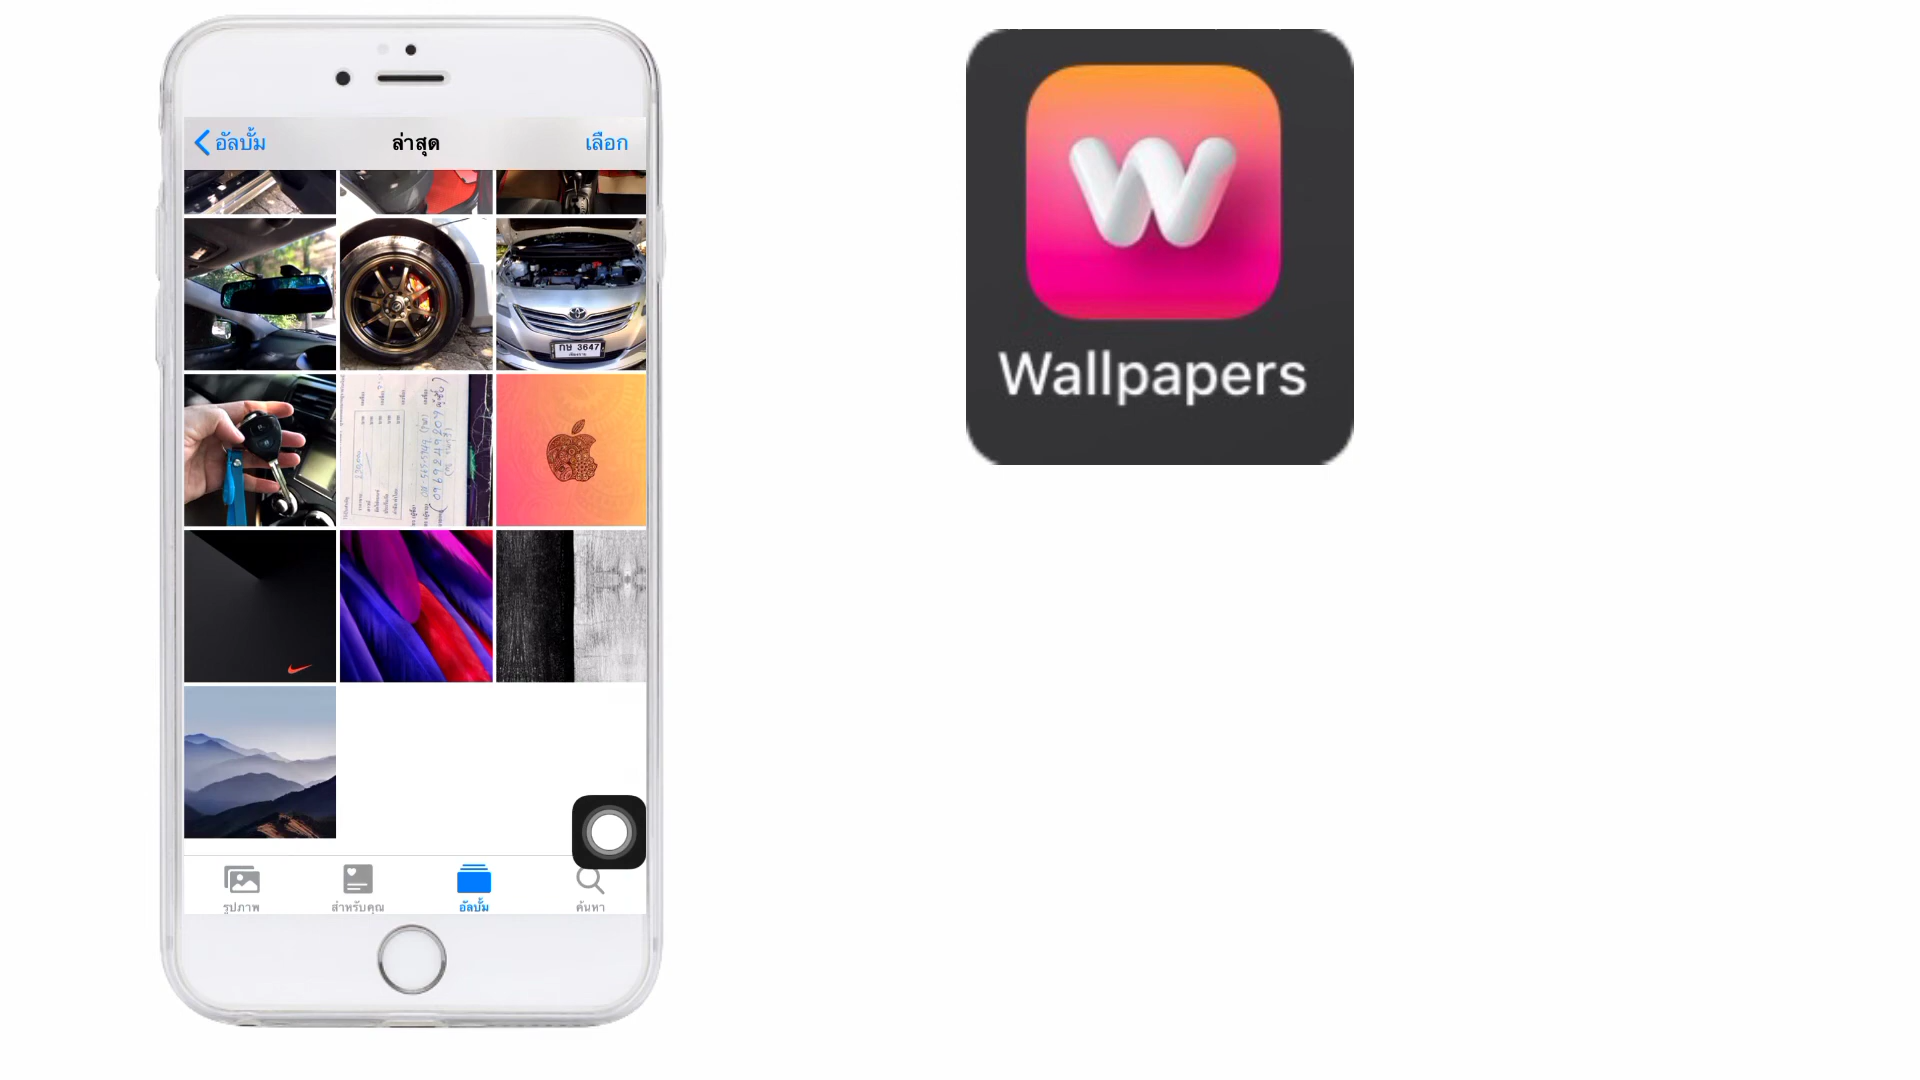 อัลบั้ม
ล่าสุด
เลือก
กษ 3647
W
Wallpapers
รูปภาพ
สำหรับคุณ
อัลบั้ม
ค้นหา